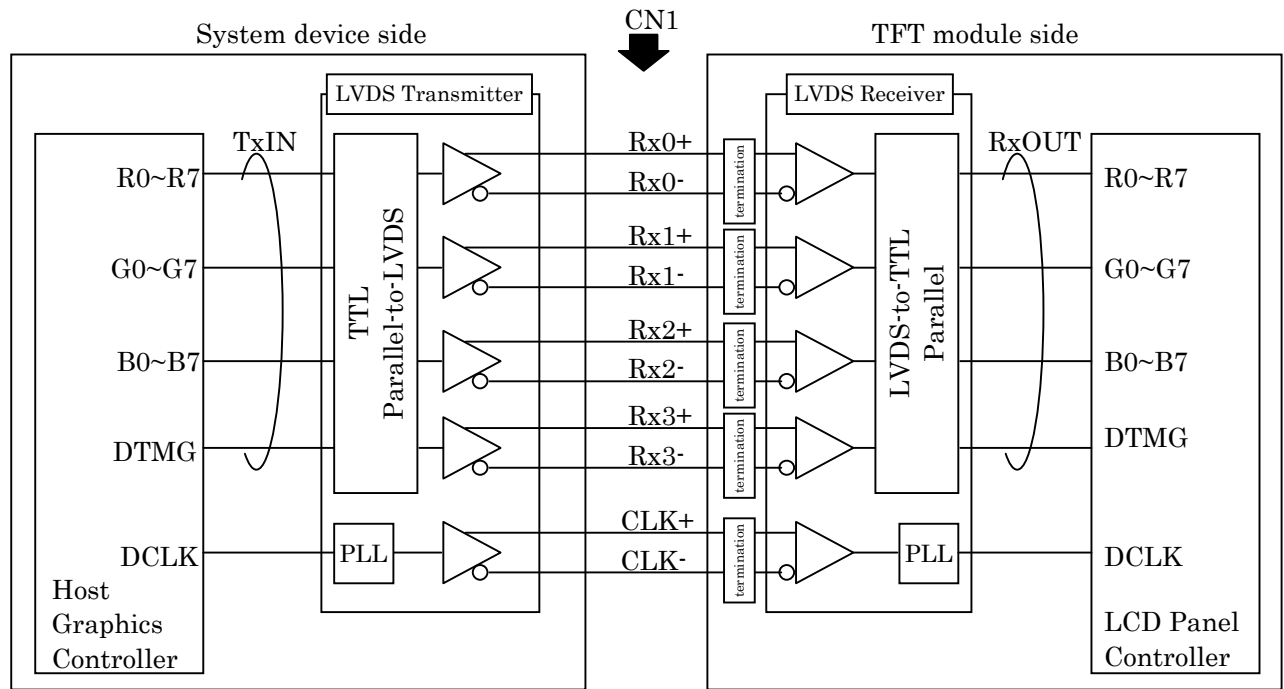 CN1
System device side
TFT module side
LVDS Transmitter
LVDS Receiver
TxIN
RxOUT
R0~R7
G0~G7
B0~B7
DTMG
DCLK
Host
Graphics
Controller
TTL
Parallel-to-LVDS
PLL
Rx0+
Rx0-
Rx1+
Rx1-
Rx2+
Rx2-
Rx3+
Rx3-
CLK+
CLK-
termination
termination
termination
termination
termination
LVDS-to-TTL
Parallel
PLL
R0~R7
G0~G7
B0~B7
DTMG
DCLK
LCD Panel
Controller